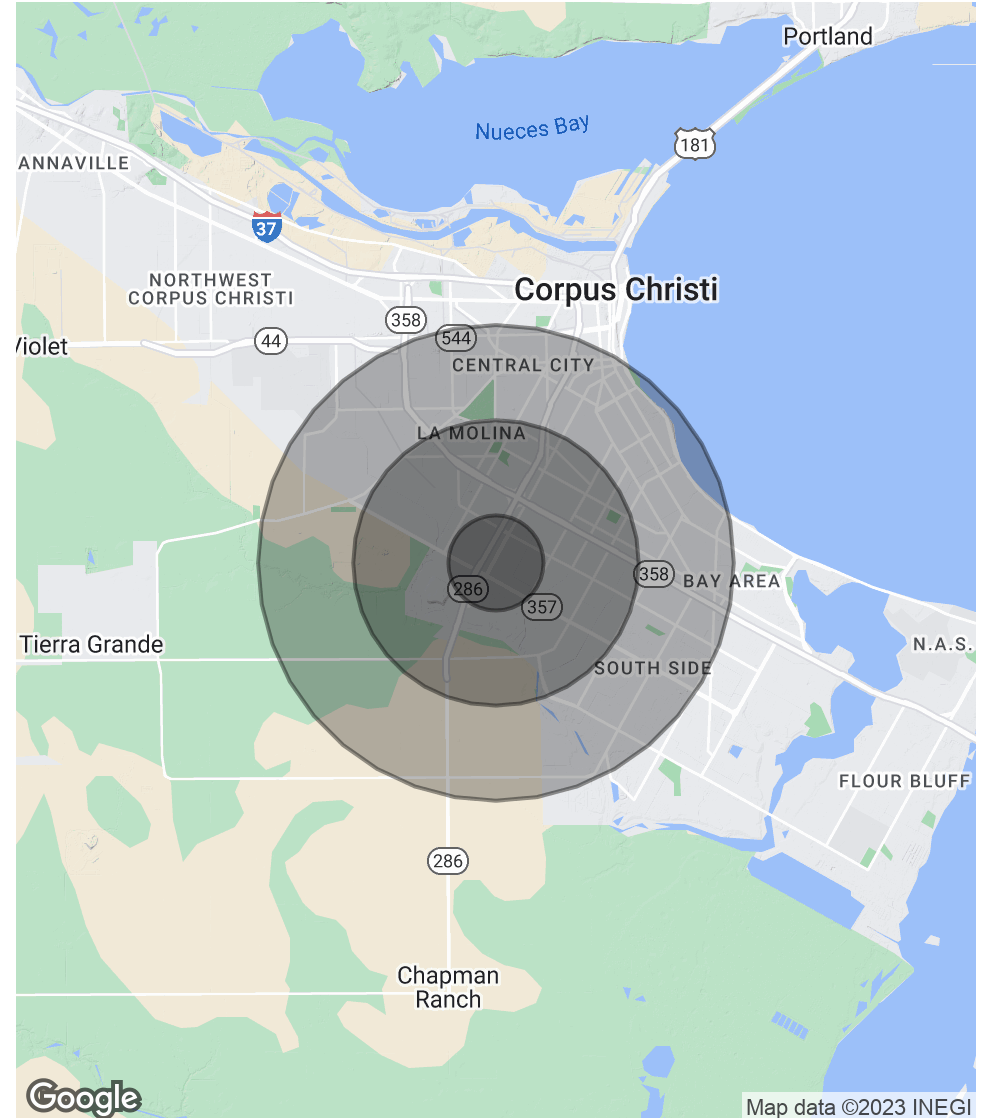 Portland
Nueces Bay
181
ANNAVILLE
37
NORTHWEST
CORPUS CHRISTI
Corpus Christi
358
44
544
Violet
CENTRAL CITY
LA MOLINA
358
BAY AREA
286
357
Tierra Grande
N.A.S.
SOUTH SIDE
FLOUR BLUFF
286
Chapman
Ranch
Google
Map data ©2023 INEGI